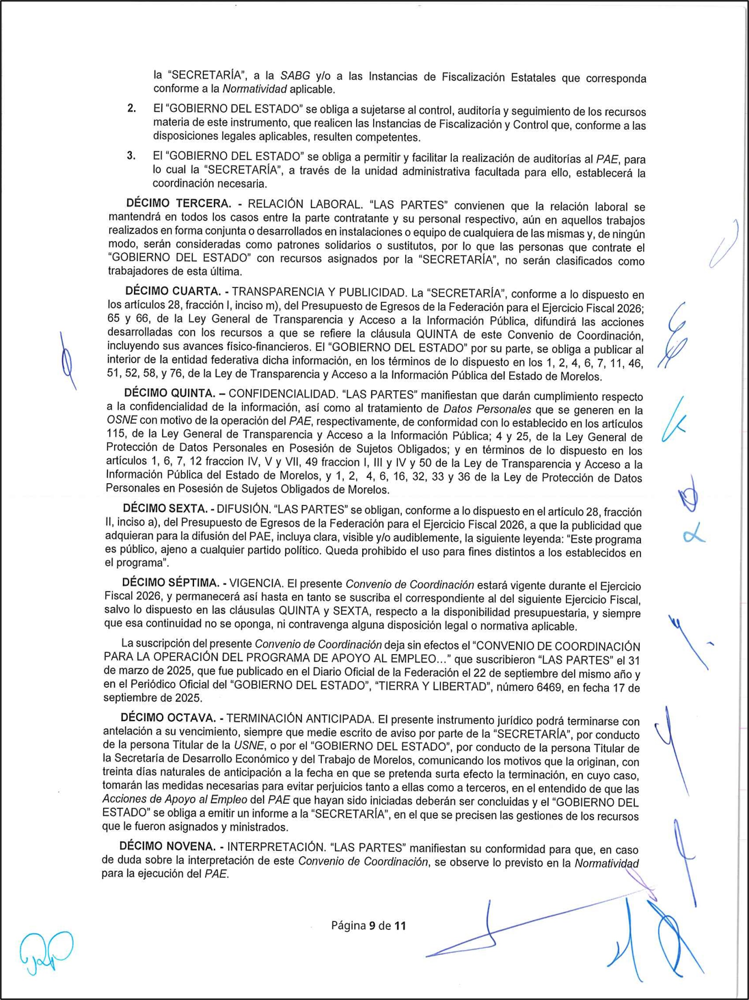 la “SECRETARÍA”, a la SABG y/o a las Instancias de Fiscalización Estatales que corresponda
conforme a la Normatividad aplicable.
2. El “GOBIERNO DEL ESTADO” se obliga a sujetarse al control, auditoría y seguimiento de los recursos
materia de este instrumento, que realicen las Instancias de Fiscalización y Control que, conforme a las
disposiciones legales aplicables, resulten competentes.
3. El “GOBIERNO DEL ESTADO” se obliga a permitir y facilitar la realización de auditorías al PAE, para
lo cual la “SECRETARÍA”, a través de la unidad administrativa facultada para ello, establecerá la
coordinación necesaria.
DÉCIMO TERCERA. - RELACIÓN LABORAL. “LAS PARTES” convienen que la relación laboral se
mantendrá en todos los casos entre la parte contratante y su personal respectivo, aún en aquellos trabajos
realizados en forma conjunta o desarrollados en instalaciones o equipo de cualquiera de las mismas y, de ningún
modo, serán consideradas como patrones solidarios o sustitutos, por lo que las personas que contrate el
“GOBIERNO DEL ESTADO” con recursos asignados por la “SECRETARÍA”, no serán clasificados como
trabajadores de esta última.
DÉCIMO CUARTA. - TRANSPARENCIA Y PUBLICIDAD. La “SECRETARÍA”, conforme a lo dispuesto en
los artículos 28, fracción I, inciso m), del Presupuesto de Egresos de la Federación para el Ejercicio Fiscal 2026;
65 y 66, de la Ley General de Transparencia y Acceso a la Información Pública, difundirá las acciones
desarrolladas con los recursos a que se refiere la cláusula QUINTA de este Convenio de Coordinación,
incluyendo sus avances físico-financieros. El “GOBIERNO DEL ESTADO” por su parte, se obliga a publicar al
interior de la entidad federativa dicha información, en los términos de lo dispuesto en los 1, 2, 4, 6, 7, 11, 46,
51, 52, 58, y 76, de la Ley de Transparencia y Acceso a la Información Pública del Estado de Morelos.
DÉCIMO QUINTA. – CONFIDENCIALIDAD. “LAS PARTES” manifiestan que darán cumplimiento respecto
a la confidencialidad de la información, así como al tratamiento de Datos Personales que se generen en la
OSNE con motivo de la operación del PAE, respectivamente, de conformidad con lo establecido en los artículos
115, de la Ley General de Transparencia y Acceso a la Información Pública; 4 y 25, de la Ley General de
Protección de Datos Personales en Posesión de Sujetos Obligados; y en términos de lo dispuesto en los
artículos 1, 6, 7, 12 fraccion IV, V y VII, 49 fraccion I, III y IV y 50 de la Ley de Transparencia y Acceso a la
Información Pública del Estado de Morelos, y 1, 2, 4, 6, 16, 32, 33 y 36 de la Ley de Protección de Datos
Personales en Posesión de Sujetos Obligados de Morelos.
DÉCIMO SEXTA. - DIFUSIÓN. “LAS PARTES” se obligan, conforme a lo dispuesto en el artículo 28, fracción
II, inciso a), del Presupuesto de Egresos de la Federación para el Ejercicio Fiscal 2026, a que la publicidad que
adquieran para la difusión del PAE, incluya clara, visible y/o audiblemente, la siguiente leyenda: “Este programa
es público, ajeno a cualquier partido político. Queda prohibido el uso para fines distintos a los establecidos en
el programa”.
DÉCIMO SÉPTIMA. - VIGENCIA. El presente Convenio de Coordinación estará vigente durante el Ejercicio
Fiscal 2026, y permanecerá así hasta en tanto se suscriba el correspondiente al del siguiente Ejercicio Fiscal,
salvo lo dispuesto en las cláusulas QUINTA y SEXTA, respecto a la disponibilidad presupuestaria, y siempre
que esa continuidad no se oponga, ni contravenga alguna disposición legal o normativa aplicable.
La suscripción del presente Convenio de Coordinación deja sin efectos el “CONVENIO DE COORDINACIÓN
PARA LA OPERACIÓN DEL PROGRAMA DE APOYO AL EMPLEO…” que suscribieron “LAS PARTES” el 31
de marzo de 2025, que fue publicado en el Diario Oficial de la Federación el 22 de septiembre del mismo año y
en el Periódico Oficial del “GOBIERNO DEL ESTADO”, “TIERRA Y LIBERTAD”, número 6469, en fecha 17 de
septiembre de 2025.
DÉCIMO OCTAVA. - TERMINACIÓN ANTICIPADA. El presente instrumento jurídico podrá terminarse con
antelación a su vencimiento, siempre que medie escrito de aviso por parte de la “SECRETARÍA”, por conducto
de la persona Titular de la USNE, o por el “GOBIERNO DEL ESTADO”, por conducto de la persona Titular de
la Secretaría de Desarrollo Económico y del Trabajo de Morelos, comunicando los motivos que la originan, con
treinta días naturales de anticipación a la fecha en que se pretenda surta efecto la terminación, en cuyo caso,
tomarán las medidas necesarias para evitar perjuicios tanto a ellas como a terceros, en el entendido de que las
Acciones de Apoyo al Empleo del PAE que hayan sido iniciadas deberán ser concluidas y el “GOBIERNO DEL
ESTADO” se obliga a emitir un informe a la “SECRETARÍA”, en el que se precisen las gestiones de los recursos
que le fueron asignados y ministrados.
DÉCIMO NOVENA. - INTERPRETACIÓN. “LAS PARTES” manifiestan su conformidad para que, en caso
de duda sobre la interpretación de este Convenio de Coordinación, se observe lo previsto en la Normatividad
para la ejecución del PAE.
Página 9 de 11